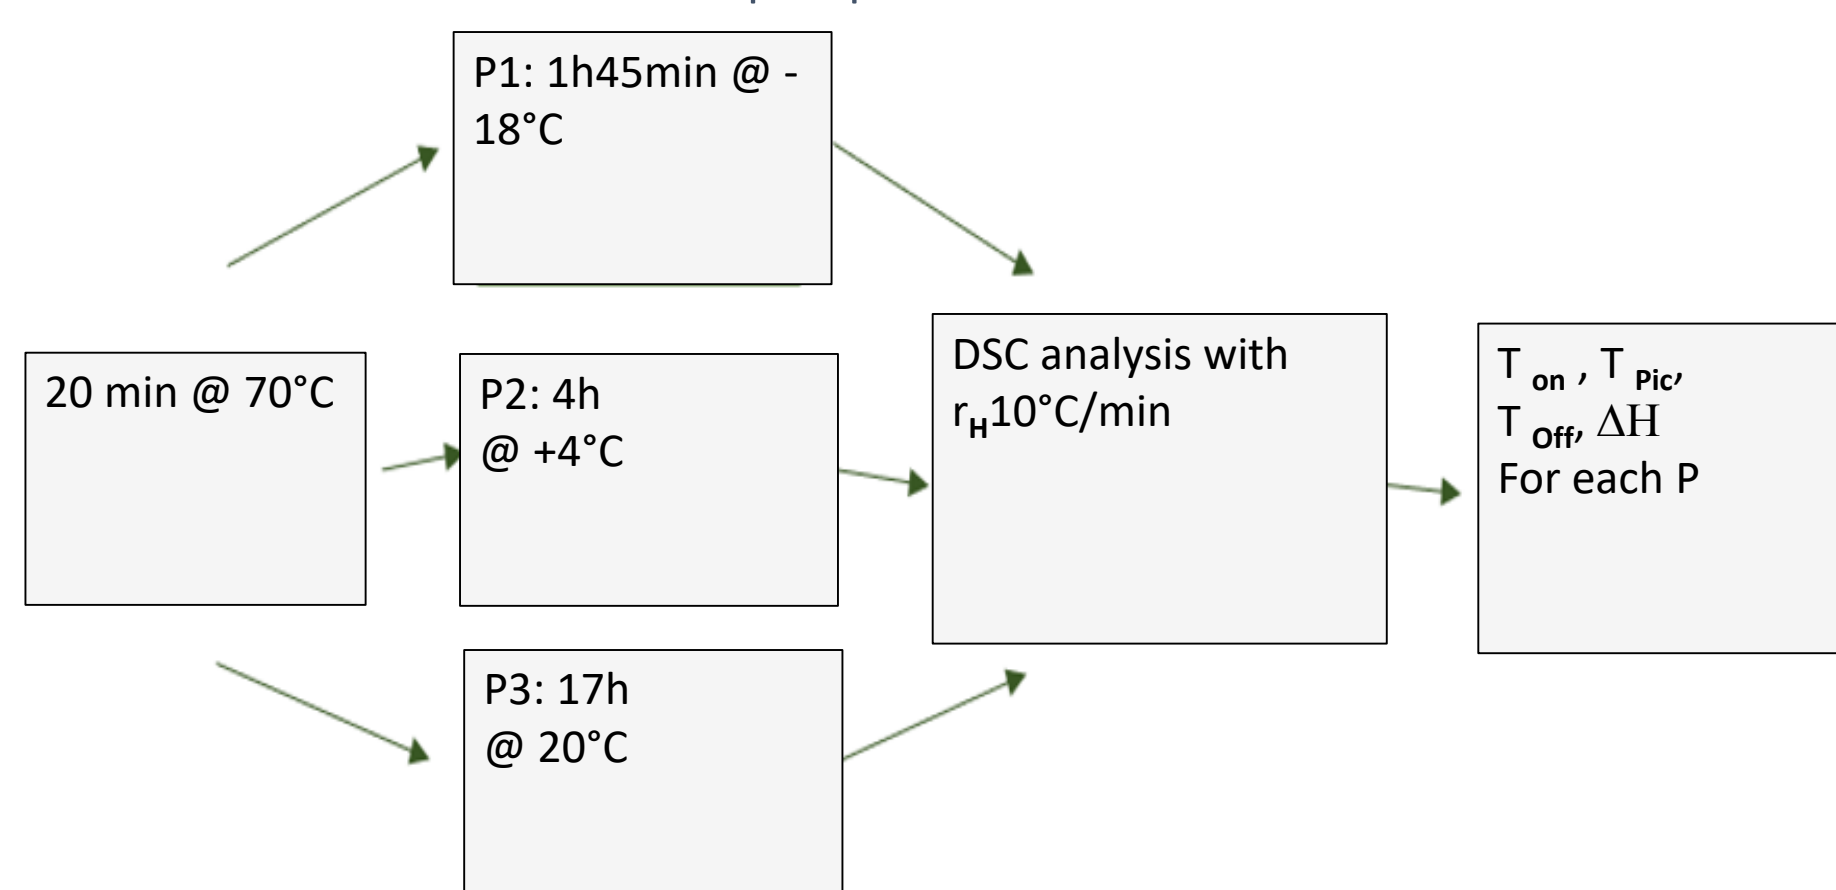 P1: 1h45min @ -
18°C
20 min @ 70°C
P2: 4h
@ +4°C
P3: 17h
@ 20°C
DSC analysis with
rH10°C/min
T on , T Pic,
T Off, ΔH
For each P